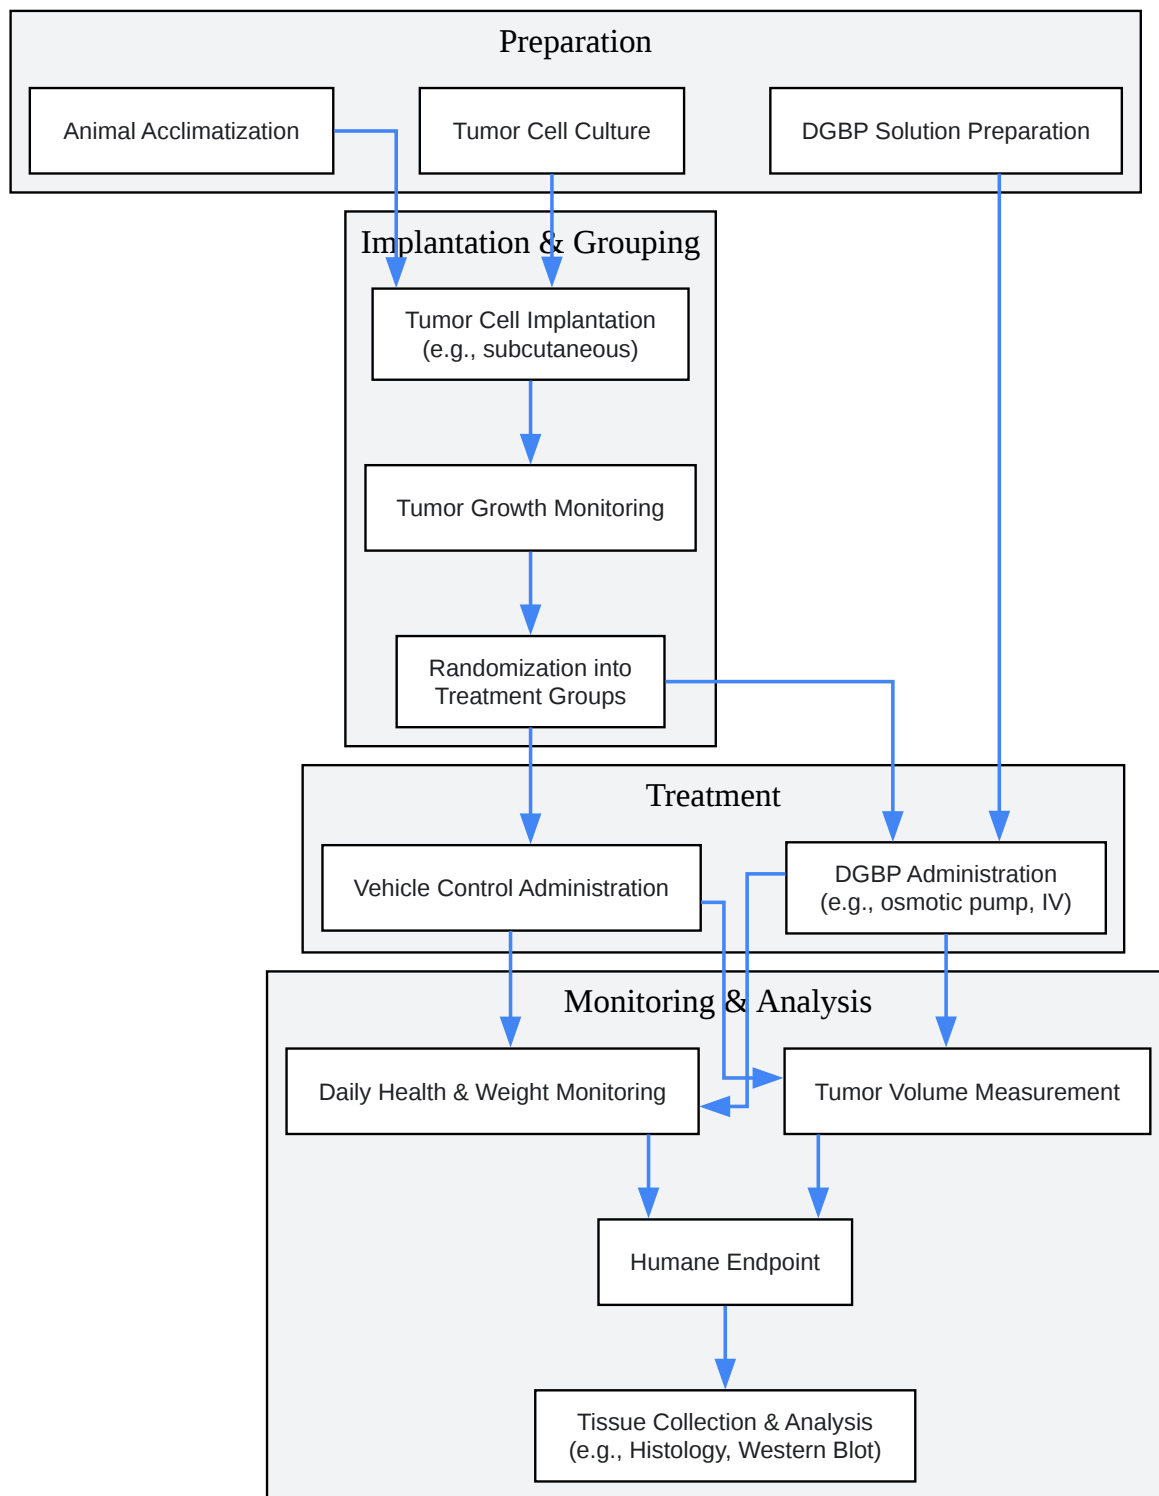 Preparation
Animal Acclimatization
Tumor Cell Culture
DGBP Solution Preparation
Implantation & Grouping
Tumor Cell Implantation
(e.g., subcutaneous)
Tumor Growth Monitoring
Randomization into
Treatment Groups
Treatment
Vehicle Control Administration
DGBP Administration
(e.g., osmotic pump, IV)
Monitoring & Analysis
Daily Health & Weight Monitoring
Tumor Volume Measurement
Humane Endpoint
Tissue Collection & Analysis
(e.g., Histology, Western Blot)